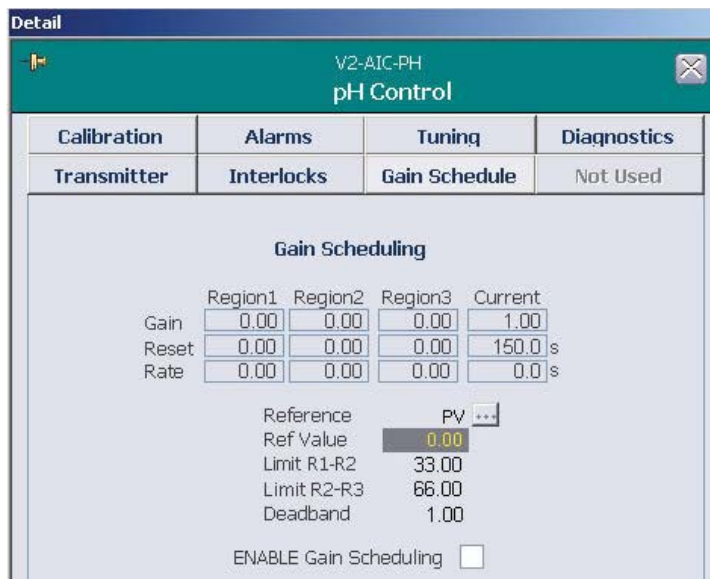 Detail
V2-AIC-PH
pH Control
Calibration Alarms Tuning Diagnostics
Transmitter Interlocks Gain Schedule Not Used
Gain Scheduling
Region1 Region2 Region3 Current
Gain 0.00 0.00 0.00 1.00
Reset 0.00 0.00 0.00 150.0 s
Rate 0.00 0.00 0.00 0.0 s
Reference PV ...
Ref Value 0.00
Limit R1-R2 33.00
Limit R2-R3 66.00
Deadband 1.00
ENABLE Gain Scheduling